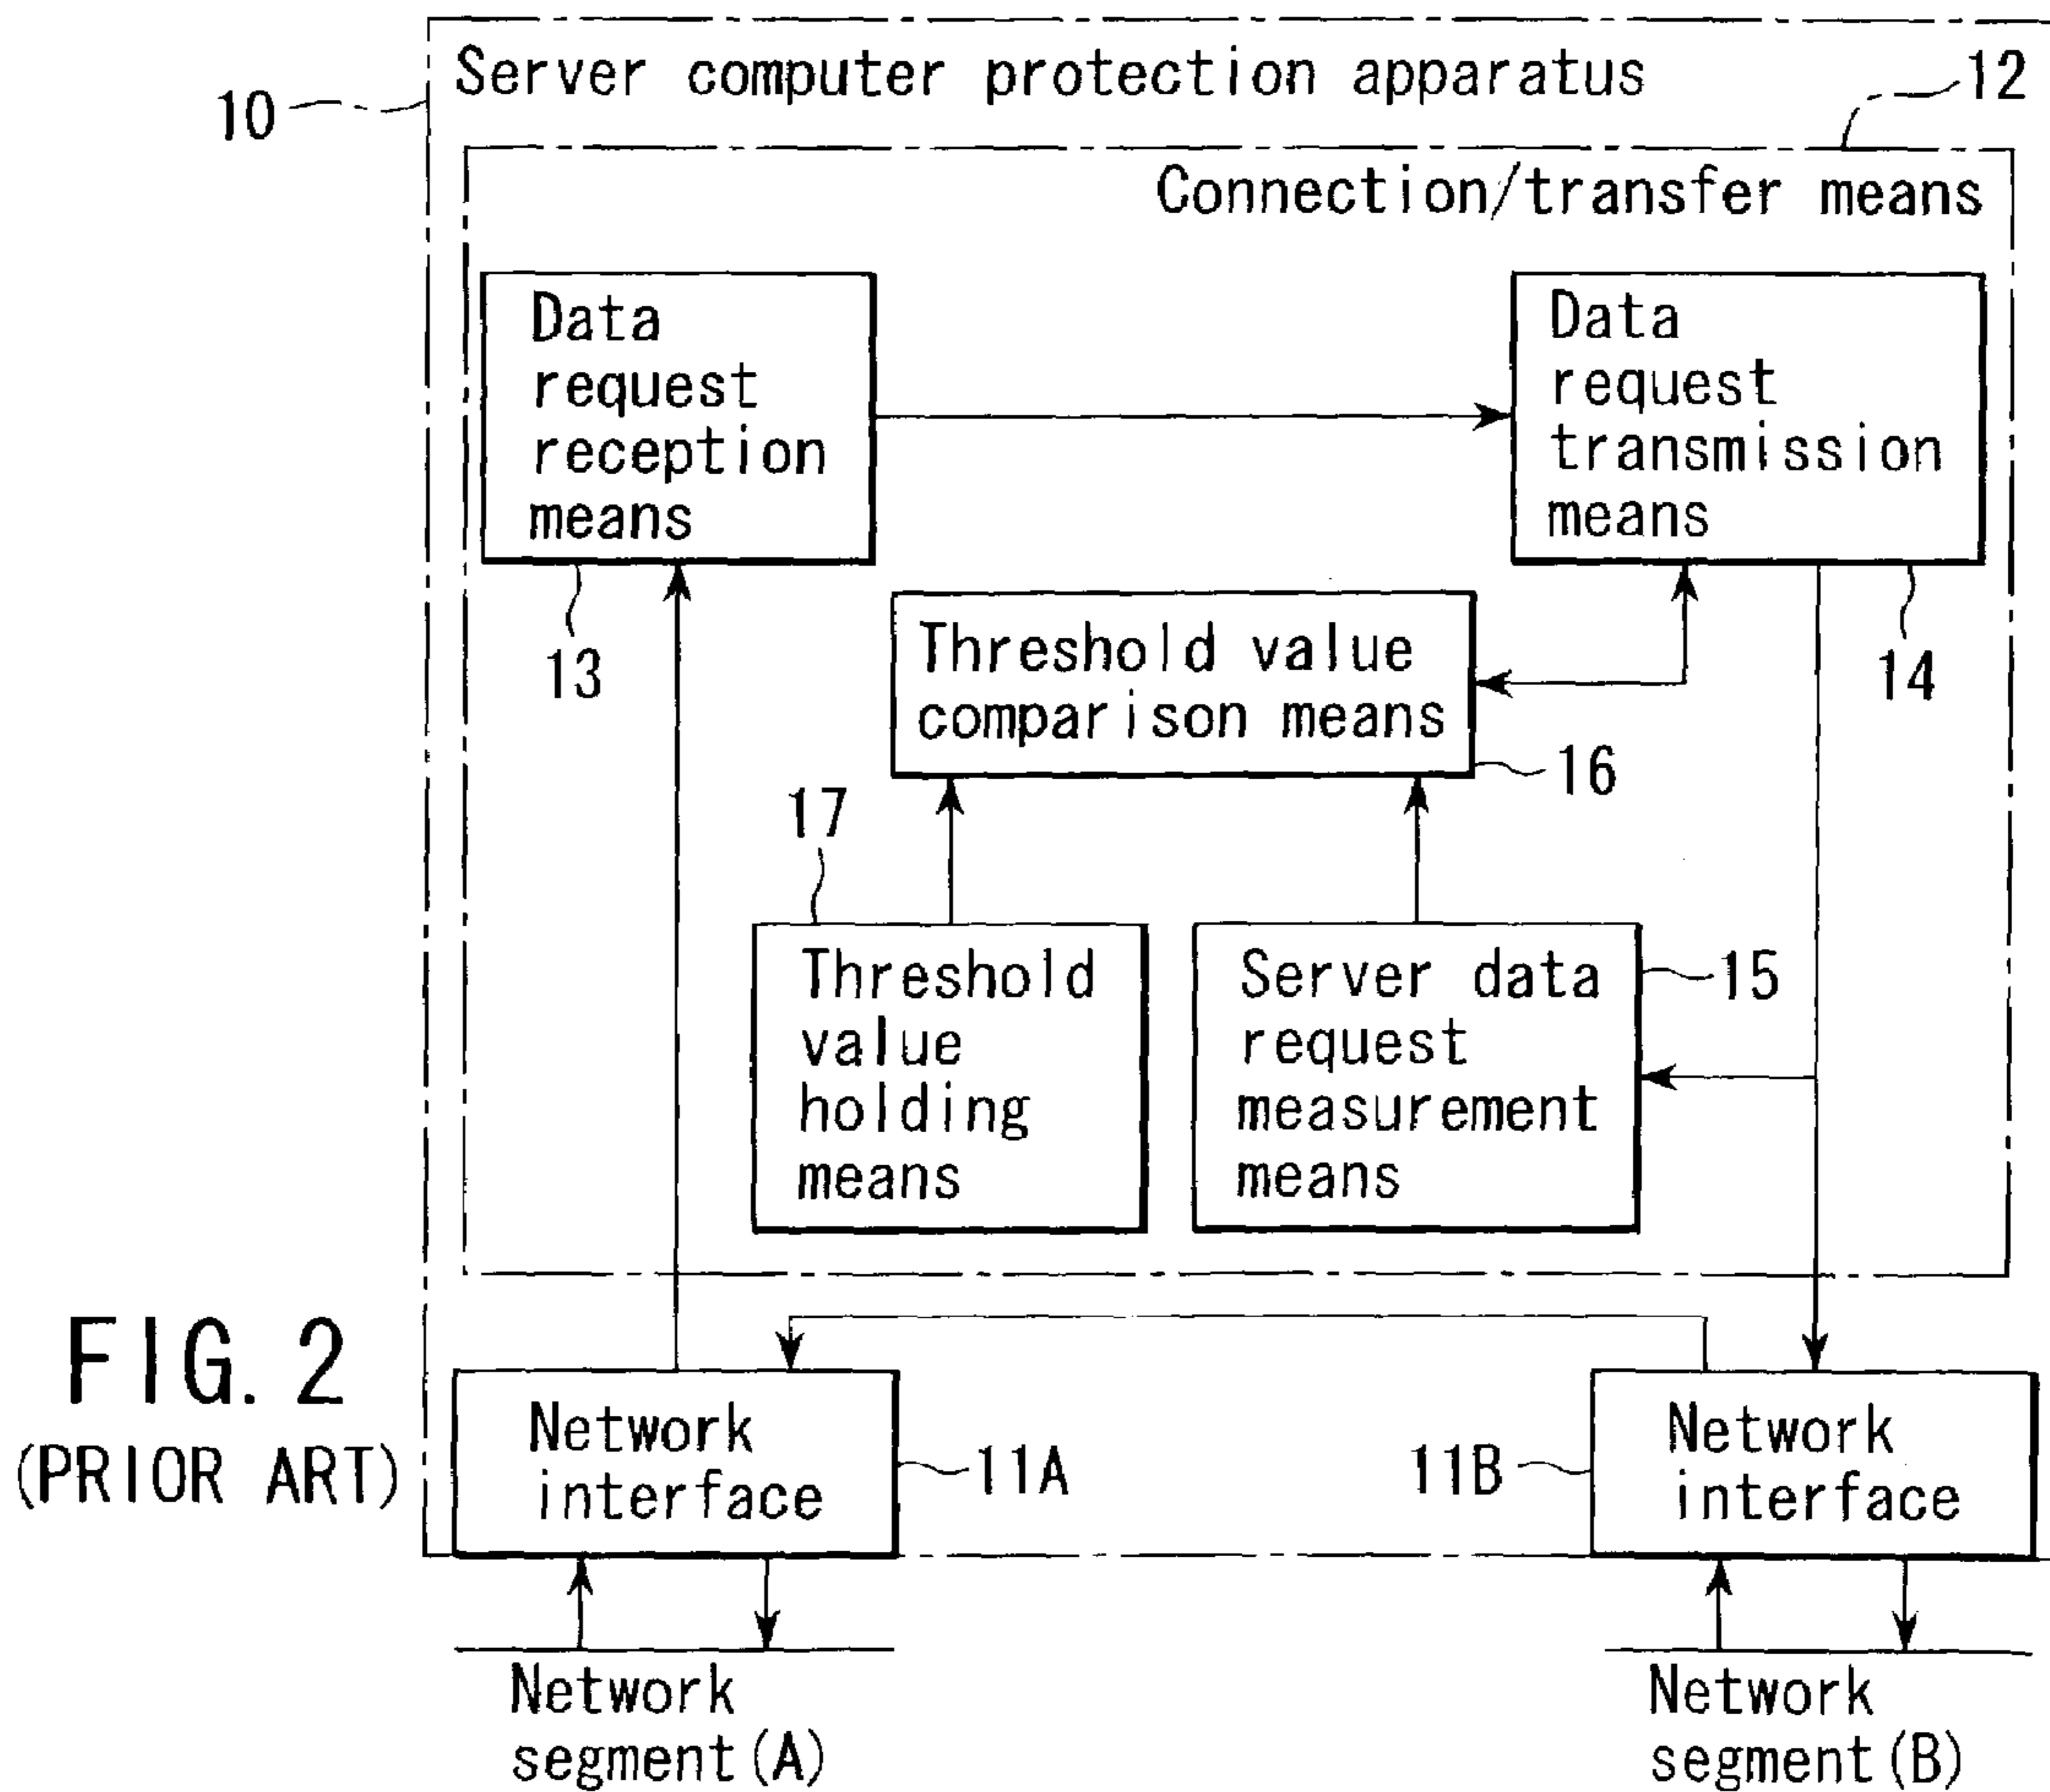 Server computer protection apparatus
10
12
Connection/transfer means
Data
request
reception
means
13
Data
request
transmission
means
14
Threshold value
comparison means
16
17
Threshold
value
holding
means
Server data
request
measurement
means
15
FIG. 2
(PRIOR ART)
Network
interface
11A
11B
Network
interface
Network
segment (A)
Network
segment (B)